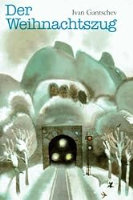 Der
Ivan Gantschev
Weihnachtszug